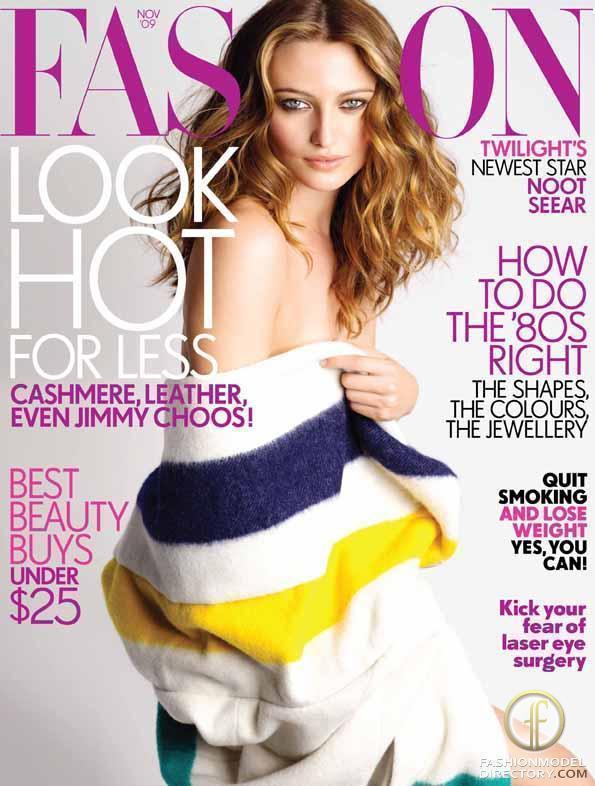 FASHION
NOV
'09
LOOK
HOT
FOR LESS
CASHMERE, LEATHER,
EVEN JIMMY CHOOS!
BEST
BEAUTY
BUYS
UNDER
$25
TWILIGHT'S
NEWEST STAR
NOOT
SEEAR
HOW
TO DO
THE '80S
RIGHT
THE SHAPES,
THE COLOURS,
THE JEWELLERY
QUIT
SMOKING
AND LOSE
WEIGHT
YES, YOU
CAN!
Kick your
fear of
laser eye
surgery
f
FASHIONMODEL
DIRECTORY.COM